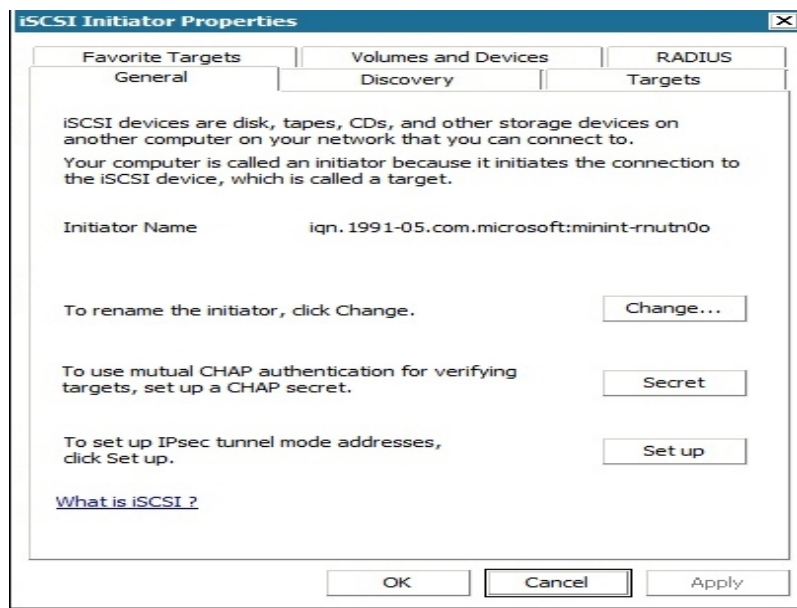 iSCSI Initiator Properties
Favorite Targets
Volumes and Devices
RADIUS
General
Discovery
Targets
iSCSI devices are disk, tapes, CDs, and other storage devices on
another computer on your network that you can connect to.
Your computer is called an initiator because it initiates the connection to
the iSCSI device, which is called a target.
Initiator Name
iqn.1991-05.com.microsoft:minint-rnutn0o
To rename the initiator, click Change.
Change...
To use mutual CHAP authentication for verifying
targets, set up a CHAP secret.
Secret
To set up IPsec tunnel mode addresses,
click Set up.
Set up
What is iSCSI ?
OK
Cancel
Apply